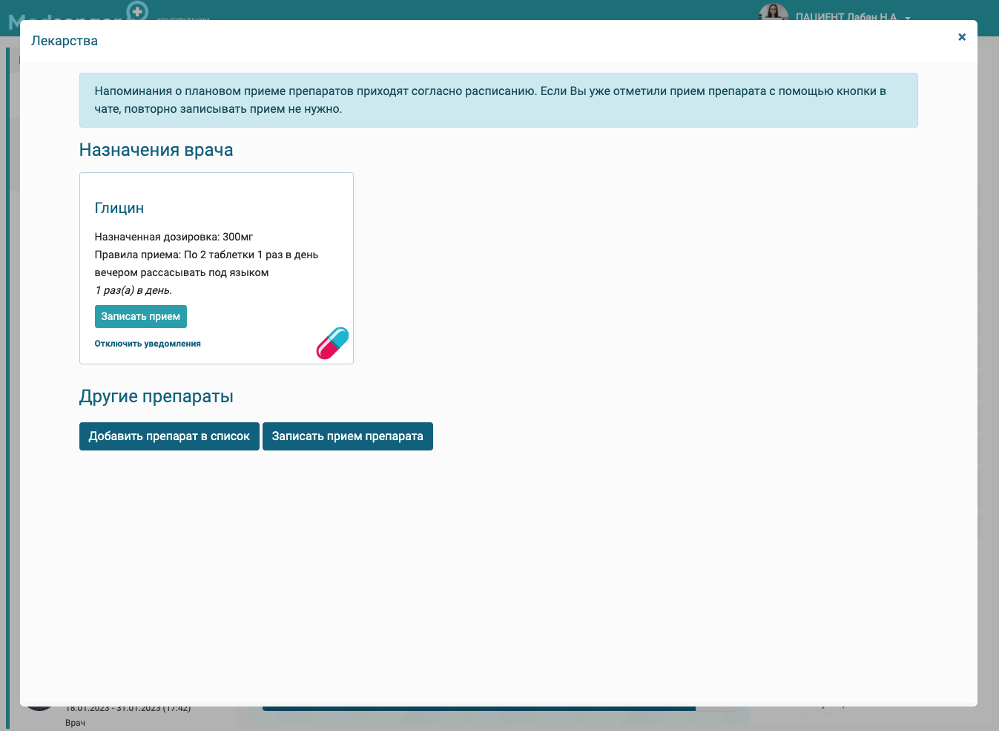 ПАЦИЕНТ Лабан Н.А.
Лекарства
Напоминания о плановом приеме препаратов приходят согласно расписанию. Если Вы уже отметили прием препарата с помощью кнопки в
чате, повторно записывать прием не нужно.
Назначения врача
Глицин
Назначенная дозировка: 300мг
Правила приема: По 2 таблетки 1 раз в день
вечером рассасывать под языком
1 раз(а) в день.
Записать прием
Отключить уведомления
Другие препараты
Добавить препарат в список
Записать прием препарата
18.01.2023 - 31.01.2023 (17:42)
Врач